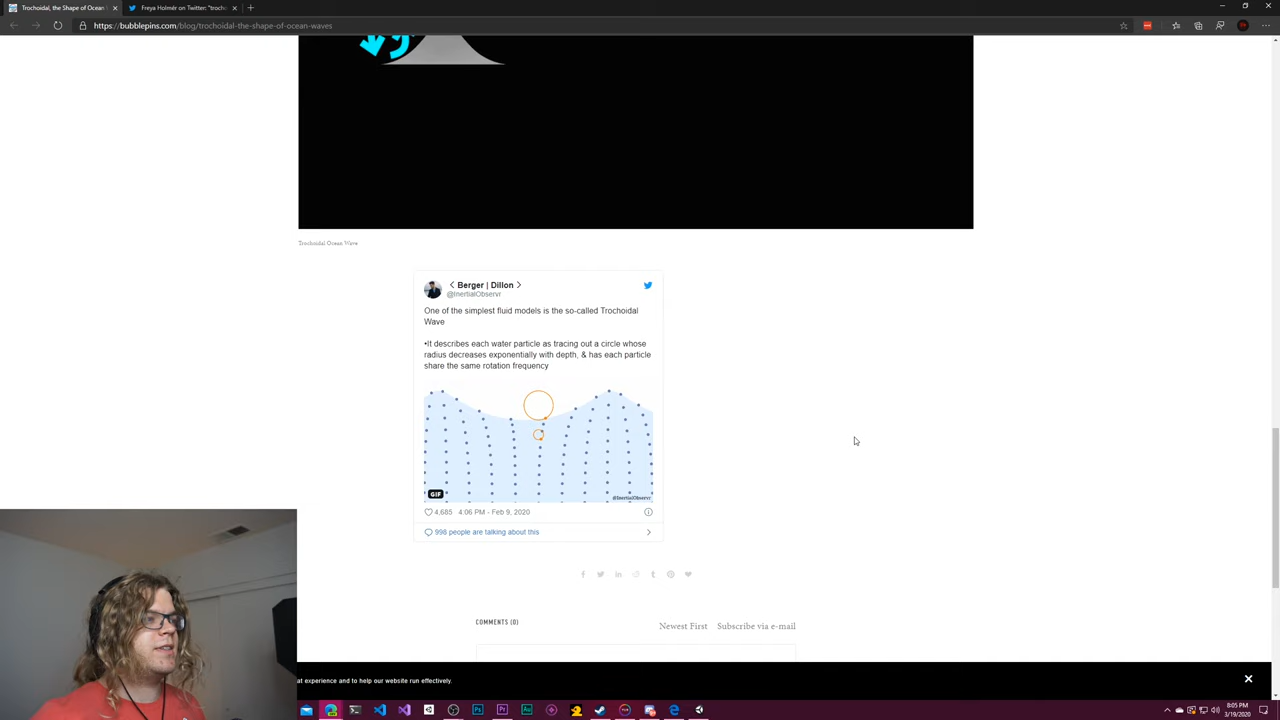 Trochoidal, the Shape of Ocean
Freya Holmér on Twitter: "troch
https://bubblepins.com/blog/trochoidal-the-shape-of-ocean-waves
Trochoidal Ocean Wave
< Berger | Dillon >
@InertialObservr
One of the simplest fluid models is the so-called Trochoidal
Wave
•It describes each water particle as tracing out a circle whose
radius decreases exponentially with depth, & has each particle
share the same rotation frequency
GIF
@InertialObservr
4,685 4:06 PM - Feb 9, 2020
998 people are talking about this
COMMENTS (0)
Newest First Subscribe via e-mail
at experience and to help our website run effectively.
8:05 PM
3/19/2020